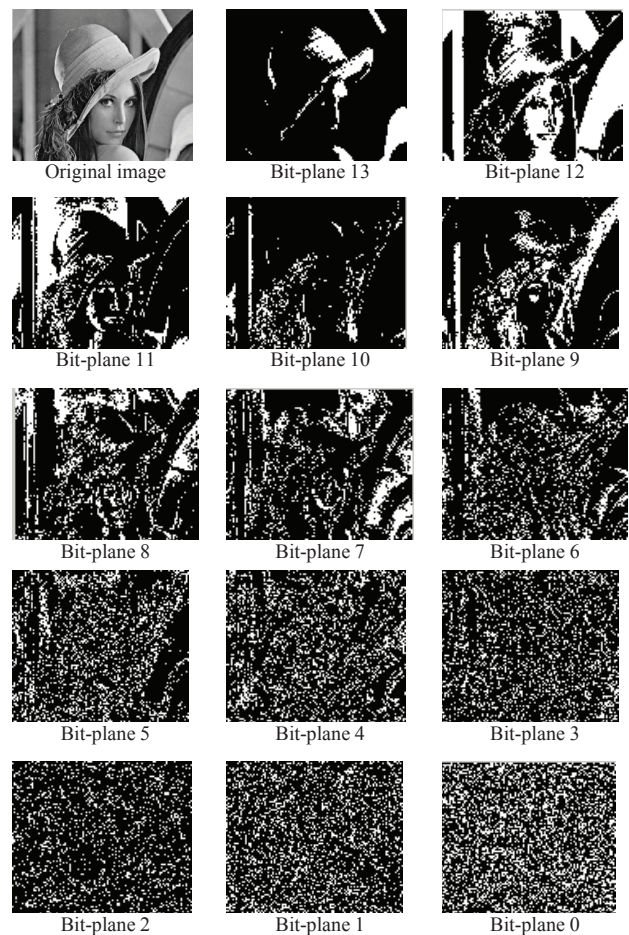 Original image
Bit-plane 13
Bit-plane 12
Bit-plane 11
Bit-plane 10
Bit-plane 9
Bit-plane 8
Bit-plane 7
Bit-plane 6
Bit-plane 5
Bit-plane 4
Bit-plane 3
Bit-plane 2
Bit-plane 1
Bit-plane 0